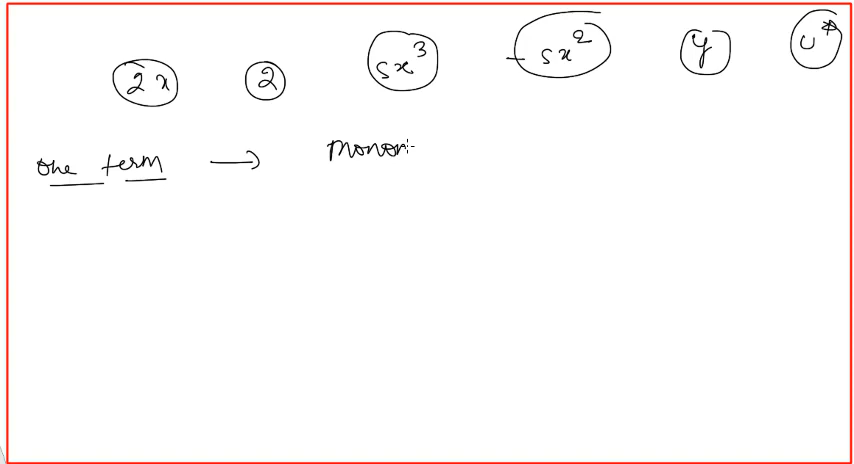 2x 2 5x³ -5x² y u⁴
one term → monom